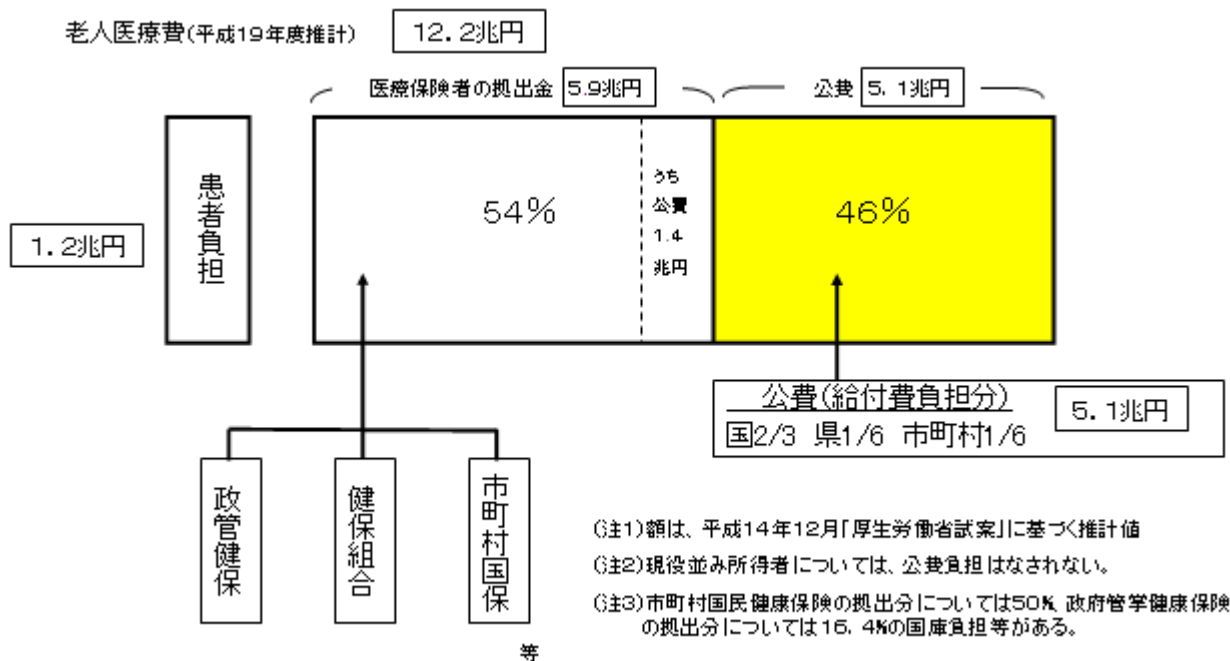 老人医療費(平成19年度推計) 12.2兆円
医療保険者の拠出金 5.9兆円 公費 5.1兆円
患者負担
1.2兆円
54%
うち
公費
1.4
兆円
46%
公費(給付費負担分)
国2/3 県1/6 市町村1/6
5.1兆円
政管健保
健保組合
市町村国保
等
(注1)額は、平成14年12月「厚生労働省試案」に基づく推計値
(注2)現役並み所得者については、公費負担はなされない。
(注3)市町村国民健康保険の拠出分については50%、政府管掌健康保険
の拠出分については16.4%の国庫負担等がある。